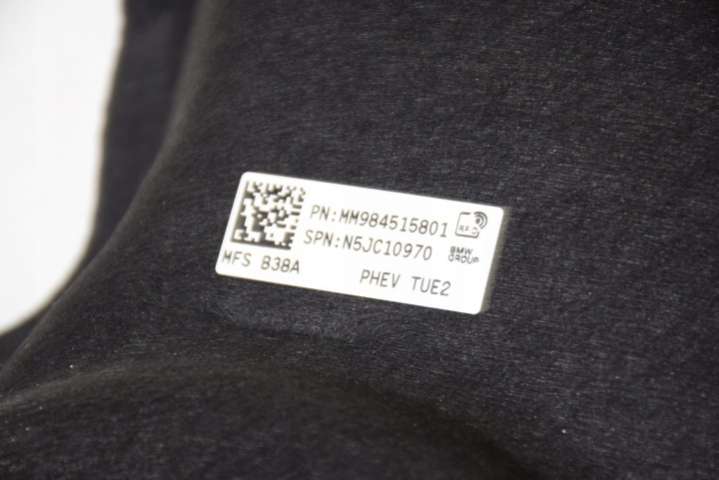 PN:MM984515801
SPN:N5JC10970
BMW
GROUP
MFS B38A
PHEV TUE2